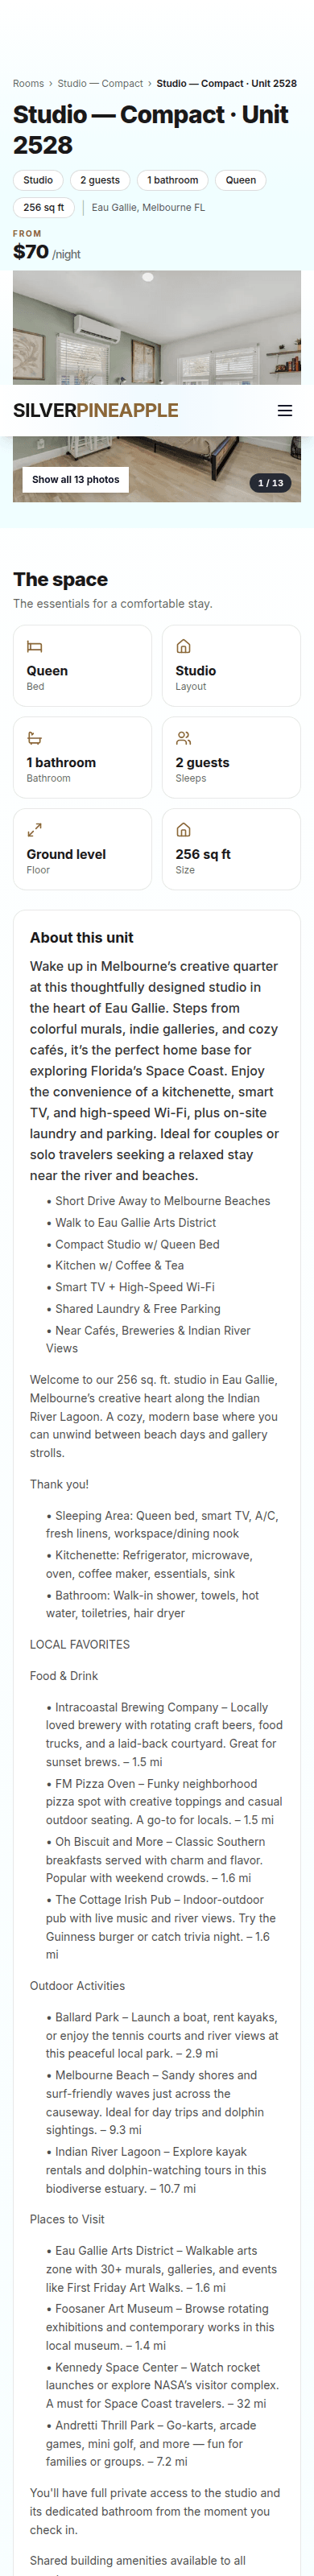 Rooms › Studio — Compact › Studio — Compact · Unit 2528
Studio — Compact · Unit
2528
Studio 2 guests 1 bathroom Queen
256 sq ft Eau Gallie, Melbourne FL
FROM
$70 /night
SILVERPINEAPPLE
Show all 13 photos
1 / 13
The space
The essentials for a comfortable stay.
Queen
Bed
Studio
Layout
1 bathroom
Bathroom
2 guests
Sleeps
Ground level
Floor
256 sq ft
Size
About this unit
Wake up in Melbourne’s creative quarter
at this thoughtfully designed studio in
the heart of Eau Gallie. Steps from
colorful murals, indie galleries, and cozy
cafés, it’s the perfect home base for
exploring Florida’s Space Coast. Enjoy
the convenience of a kitchenette, smart
TV, and high-speed Wi-Fi, plus on-site
laundry and parking. Ideal for couples or
solo travelers seeking a relaxed stay
near the river and beaches.
• Short Drive Away to Melbourne Beaches
• Walk to Eau Gallie Arts District
• Compact Studio w/ Queen Bed
• Kitchen w/ Coffee & Tea
• Smart TV + High-Speed Wi-Fi
• Shared Laundry & Free Parking
• Near Cafés, Breweries & Indian River
Views
Welcome to our 256 sq. ft. studio in Eau Gallie,
Melbourne’s creative heart along the Indian
River Lagoon. A cozy, modern base where you
can unwind between beach days and gallery
strolls.
Thank you!
• Sleeping Area: Queen bed, smart TV, A/C,
fresh linens, workspace/dining nook
• Kitchenette: Refrigerator, microwave,
oven, coffee maker, essentials, sink
• Bathroom: Walk-in shower, towels, hot
water, toiletries, hair dryer
LOCAL FAVORITES
Food & Drink
• Intracoastal Brewing Company – Locally
loved brewery with rotating craft beers, food
trucks, and a laid-back courtyard. Great for
sunset brews. – 1.5 mi
• FM Pizza Oven – Funky neighborhood
pizza spot with creative toppings and casual
outdoor seating. A go-to for locals. – 1.5 mi
• Oh Biscuit and More – Classic Southern
breakfasts served with charm and flavor.
Popular with weekend crowds. – 1.6 mi
• The Cottage Irish Pub – Indoor-outdoor
pub with live music and river views. Try the
Guinness burger or catch trivia night. – 1.6
mi
Outdoor Activities
• Ballard Park – Launch a boat, rent kayaks,
or enjoy the tennis courts and river views at
this peaceful local park. – 2.9 mi
• Melbourne Beach – Sandy shores and
surf-friendly waves just across the
causeway. Ideal for day trips and dolphin
sightings. – 9.3 mi
• Indian River Lagoon – Explore kayak
rentals and dolphin-watching tours in this
biodiverse estuary. – 10.7 mi
Places to Visit
• Eau Gallie Arts District – Walkable arts
zone with 30+ murals, galleries, and events
like First Friday Art Walks. – 1.6 mi
• Foosaner Art Museum – Browse rotating
exhibitions and contemporary works in this
local museum. – 1.4 mi
• Kennedy Space Center – Watch rocket
launches or explore NASA’s visitor complex.
A must for Space Coast travelers. – 32 mi
• Andretti Thrill Park – Go-karts, arcade
games, mini golf, and more — fun for
families or groups. – 7.2 mi
You'll have full private access to the studio and
its dedicated bathroom from the moment you
check in.
Shared building amenities available to all